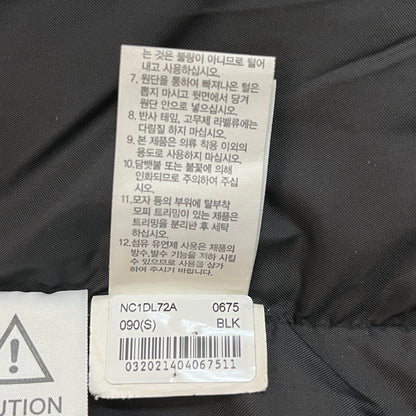 는 것은 불량이 아니므로 털어
내고 사용하십시오.
7. 원단을 통하여 빠져나온 털은
뽑지 마시고 뒷면에서 당겨
원단 안으로 넣으십시오.
8. 반사 테잎, 고무제 라벨류에는
다림질 하지 마십시오.
9. 본 제품은 의류 착용 이외의
용도로 사용하지 마십시오.
10. 담뱃불 또는 불꽃에 의해
인화되므로 주의하여 주십
시오.
11. 모자 등의 부위에 탈부착
모피 트리밍이 있는 제품은
트리밍을 분리한 후 세탁
하십시오.
12. 섬유 유연제 사용은 제품의
방수,발수 기능을 저하 시킬
수 있으므로 사용을 삼가
하여 주시기 바랍니다.
NC1DL72A 0675
090(S) BLK
032021404067511
UTION